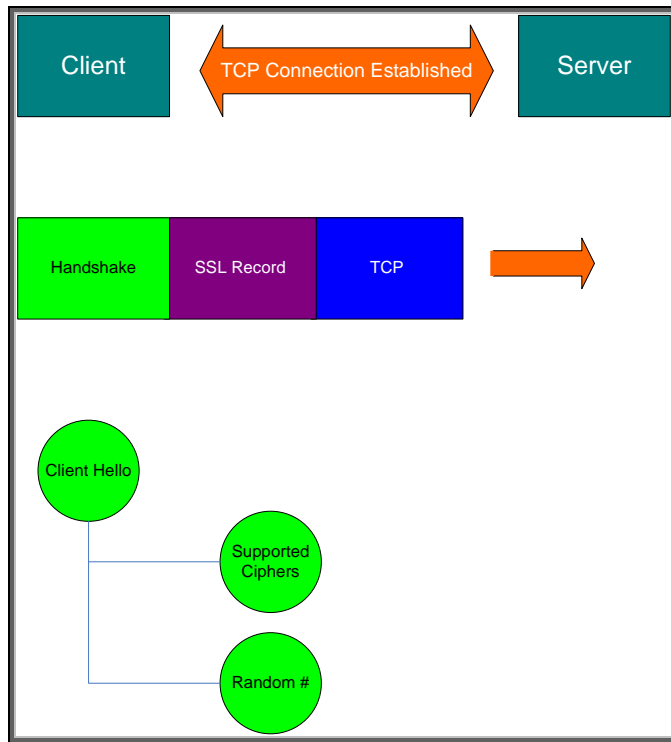 Client
TCP Connection Established
Server
Handshake
SSL Record
TCP
Client Hello
Supported
Ciphers
Random #